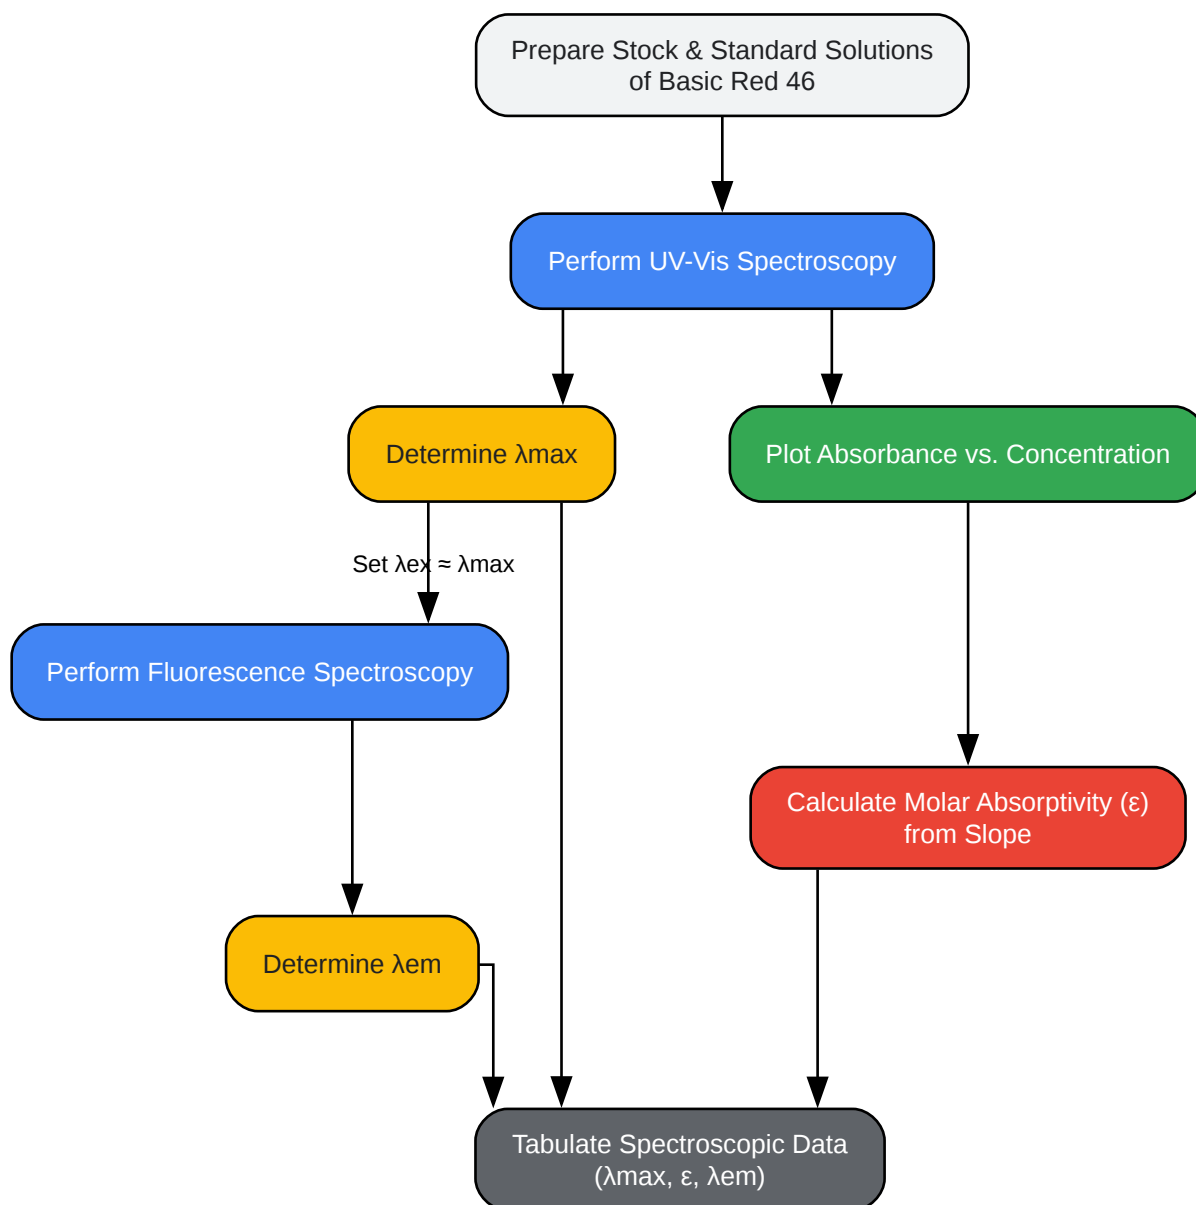 Prepare Stock & Standard Solutions
of Basic Red 46
Perform UV-Vis Spectroscopy
Determine λmax
Plot Absorbance vs. Concentration
Set λex ≈ λmax
Perform Fluorescence Spectroscopy
Calculate Molar Absorptivity (ε)
from Slope
Determine λem
Tabulate Spectroscopic Data
(λmax, ε, λem)